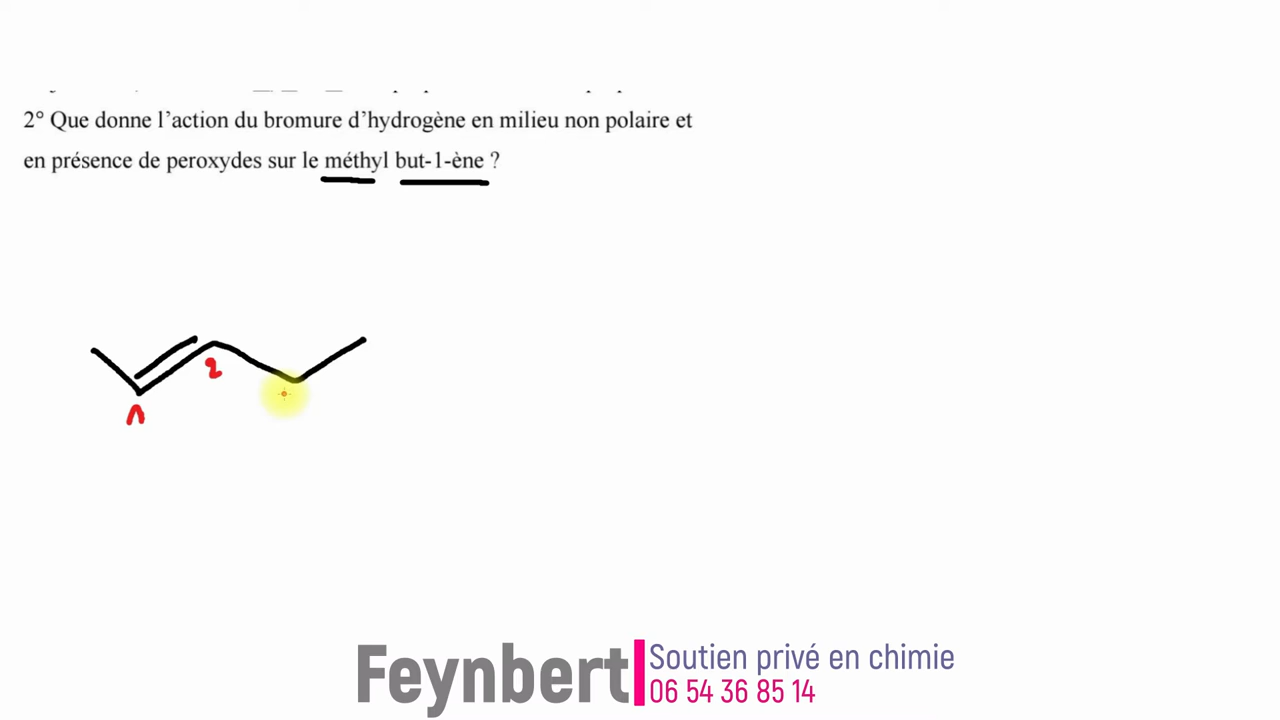 2° Que donne l'action du bromure d'hydrogène en milieu non polaire et
en présence de peroxydes sur le méthyl but-1-ène ?
2
1
Feynbert
Soutien privé en chimie
06 54 36 85 14